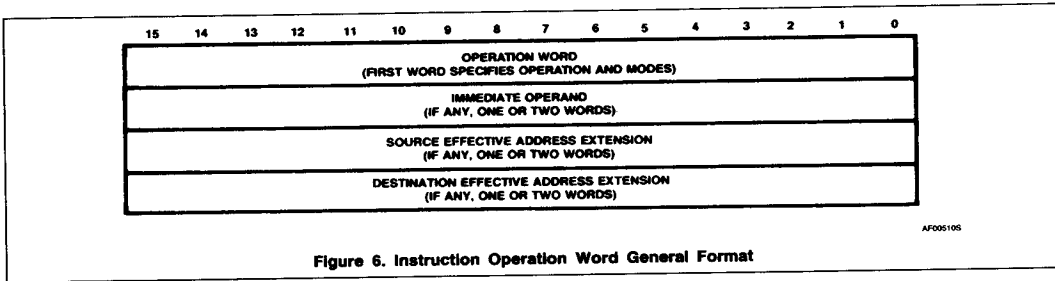 15 14 13 12 11 10 9 8 7 6 5 4 3 2 1 0
OPERATION WORD
(FIRST WORD SPECIFIES OPERATION AND MODES)
IMMEDIATE OPERAND
(IF ANY, ONE OR TWO WORDS)
SOURCE EFFECTIVE ADDRESS EXTENSION
(IF ANY, ONE OR TWO WORDS)
DESTINATION EFFECTIVE ADDRESS EXTENSION
(IF ANY, ONE OR TWO WORDS)
AF00510S
Figure 6. Instruction Operation Word General Format